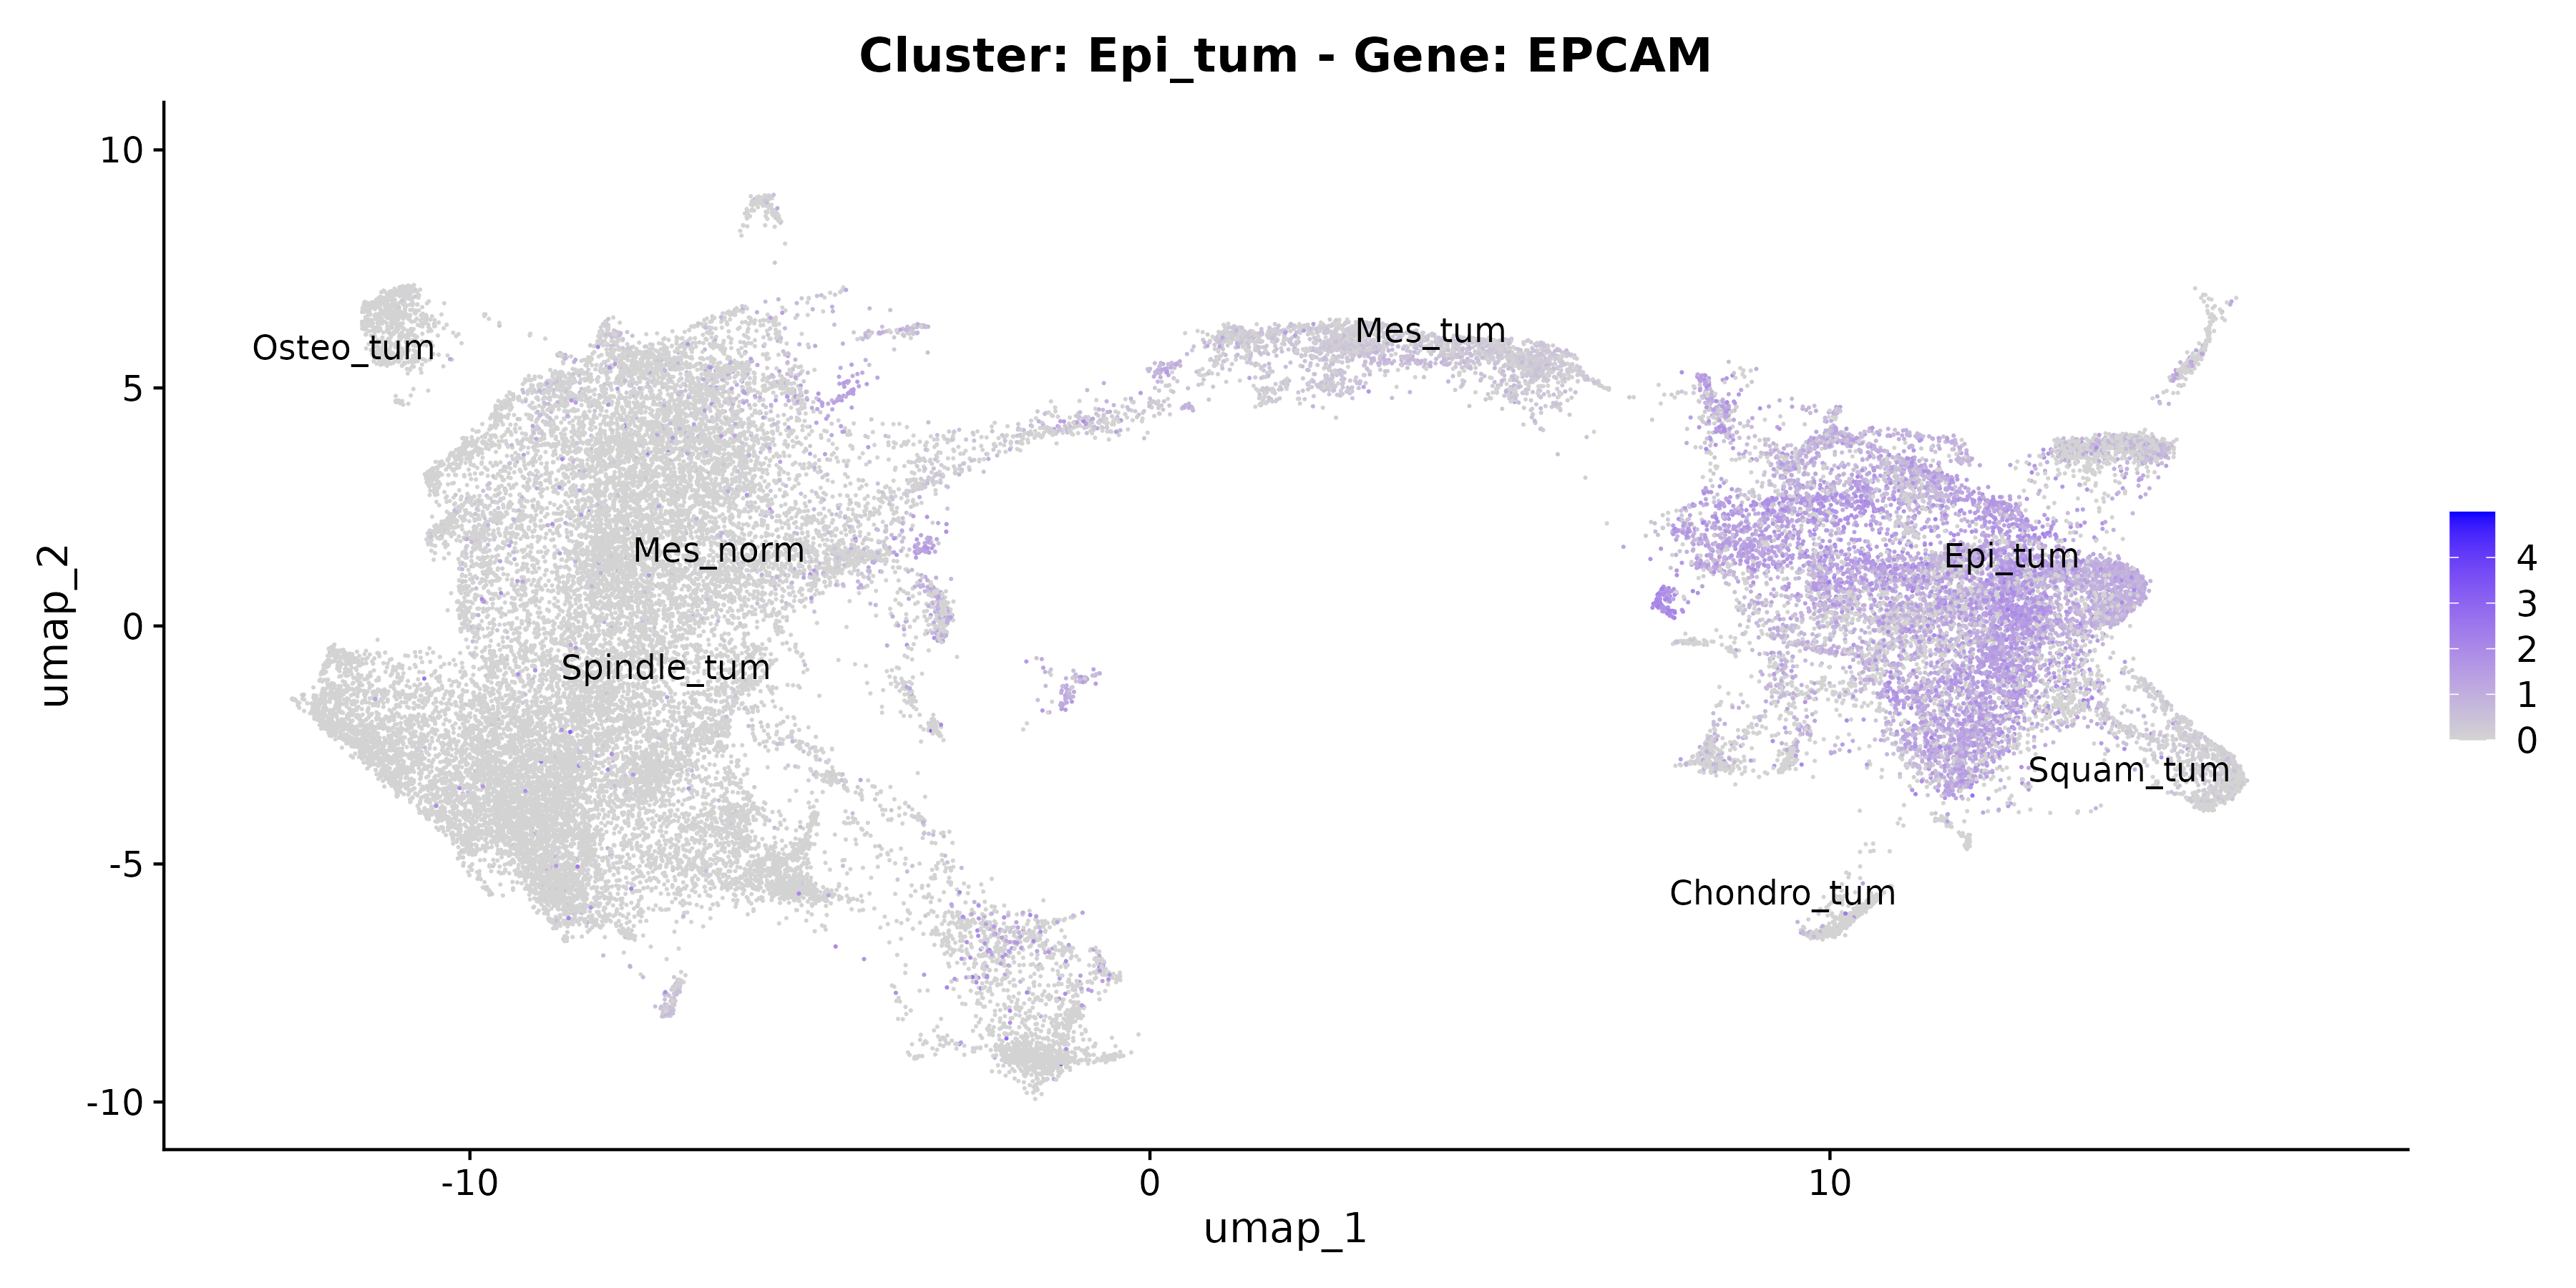 Cluster: Epi_tum - Gene: EPCAM
10
5
0
-5
-10
umap_2
Osteo_tum
Mes_tum
Mes_norm
Epi_tum
Spindle_tum
Squam_tum
Chondro_tum
4
3
2
1
0
-10
0
10
umap_1